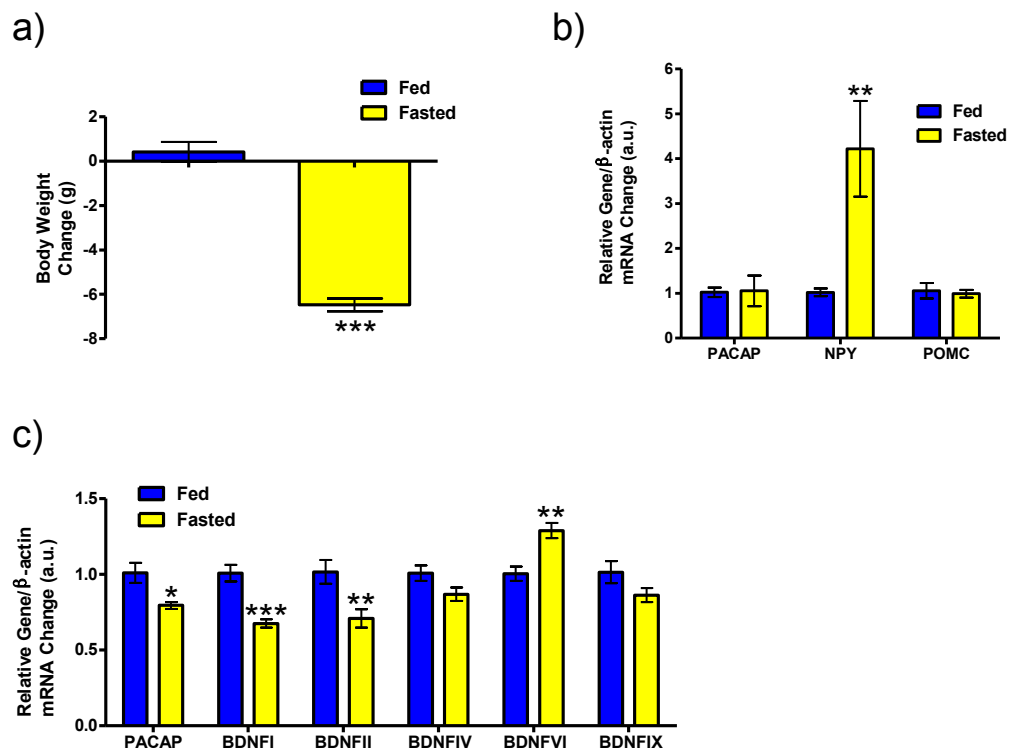 a)
Fed
Fasted
Body Weight
Change (g)
2
0
-2
-4
-6
-8
***
b)
Fed
Fasted
Relative Gene/β-actin
mRNA Change (a.u.)
6
5
4
3
2
1
0
**
PACAP NPY POMC
c)
Fed
Fasted
Relative Gene/β-actin
mRNA Change (a.u.)
1.5
1.0
0.5
0.0
* *** ** **
PACAP BDNFI BDNFII BDNFIV BDNFVI BDNFIX